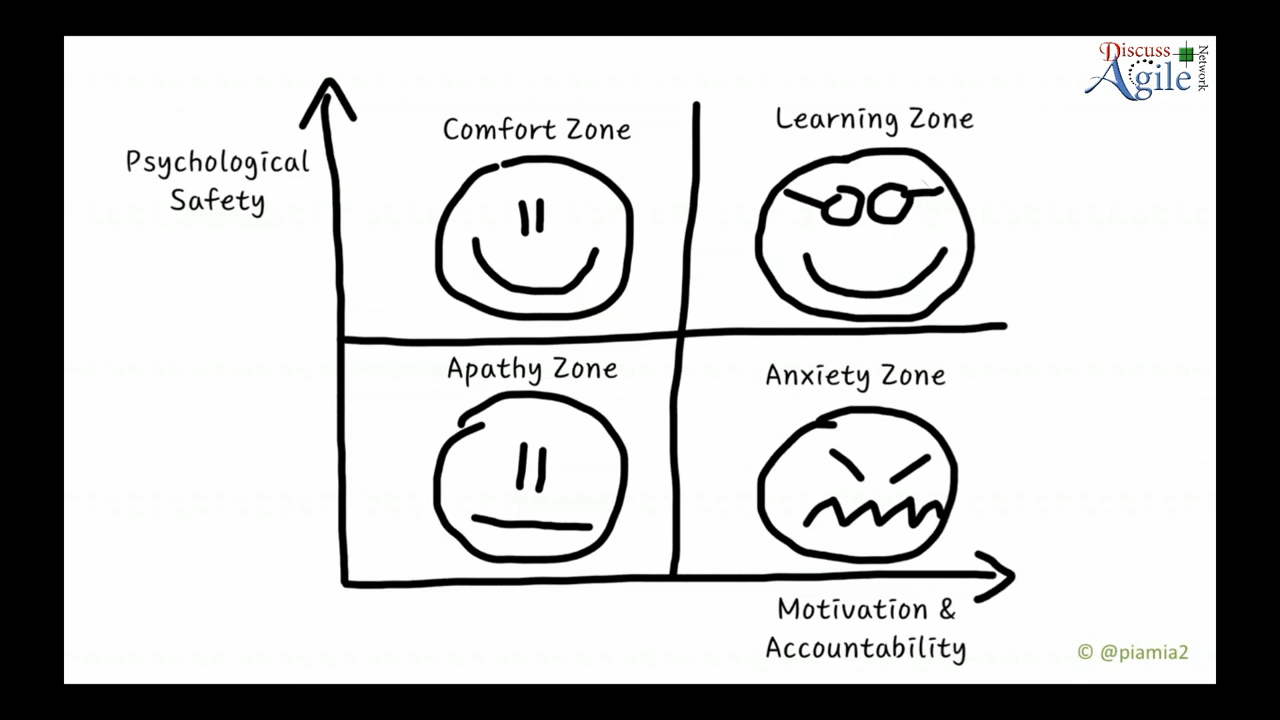 Discuss
Agile
Network
Comfort Zone
Learning Zone
Psychological
Safety
Apathy Zone
Anxiety Zone
Motivation &
Accountability
© @piamia2